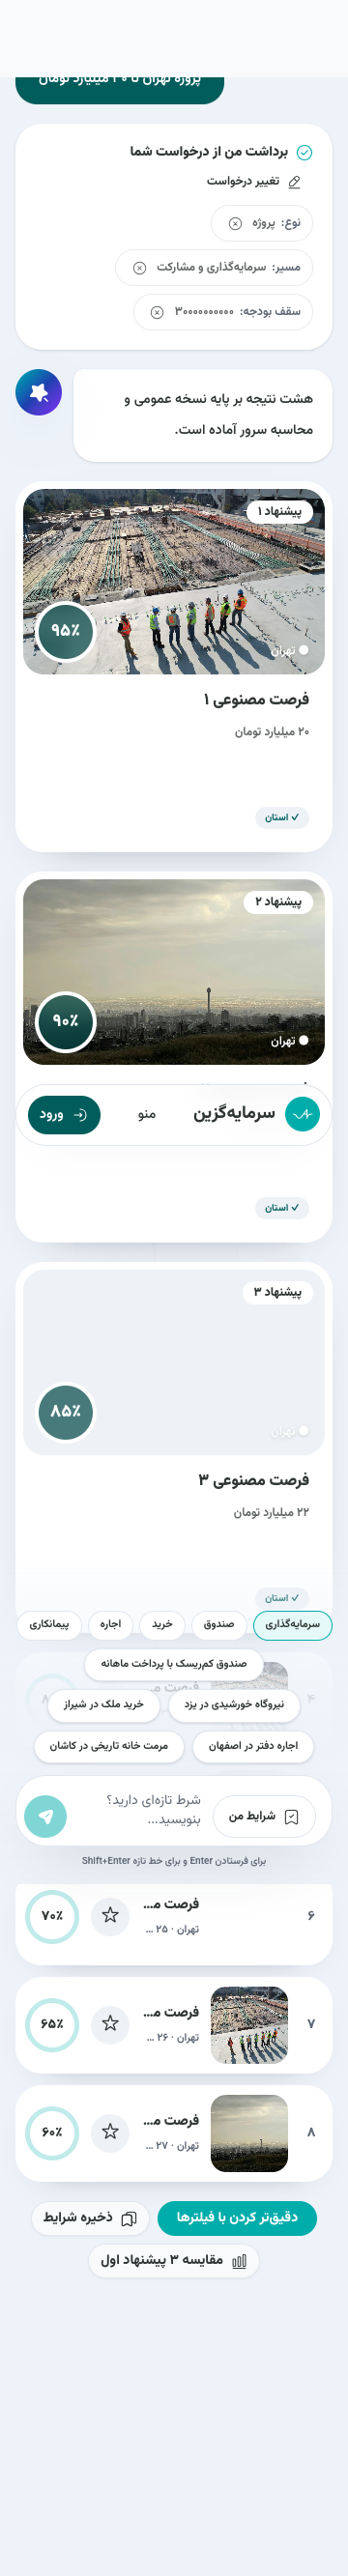 پروژه تهران تا ۳۰ میلیارد تومان
برداشت من از درخواست شما
تغییر درخواست
نوع: پروژه
مسیر: سرمایه‌گذاری و مشارکت
سقف بودجه: ۳۰۰۰۰۰۰۰۰۰۰
هشت نتیجه بر پایه نسخه عمومی و
محاسبه سرور آماده است.
پیشنهاد ۱
۹۵٪
تهران
فرصت مصنوعی ۱
۲۰ میلیارد تومان
✓ استان
پیشنهاد ۲
۹۰٪
تهران
سرمایه‌گزین
منو
ورود
✓ استان
پیشنهاد ۳
۸۵٪
تهران
فرصت مصنوعی ۳
۲۲ میلیارد تومان
✓ استان
سرمایه‌گذاری
صندوق
خرید
اجاره
پیمانکاری
صندوق کم‌ریسک با پرداخت ماهانه
نیروگاه خورشیدی در یزد
خرید ملک در شیراز
اجاره دفتر در اصفهان
مرمت خانه تاریخی در کاشان
شرایط من
شرط تازه‌ای دارید؟
بنویسید...
برای فرستادن Enter و برای خط تازه Shift+Enter
۶
فرصت م...
تهران · ۲۵ ...
۷۰٪
۷
فرصت م...
تهران · ۲۶ ...
۶۵٪
۸
فرصت م...
تهران · ۲۷ ...
۶۰٪
دقیق‌تر کردن با فیلترها
ذخیره شرایط
مقایسه ۳ پیشنهاد اول